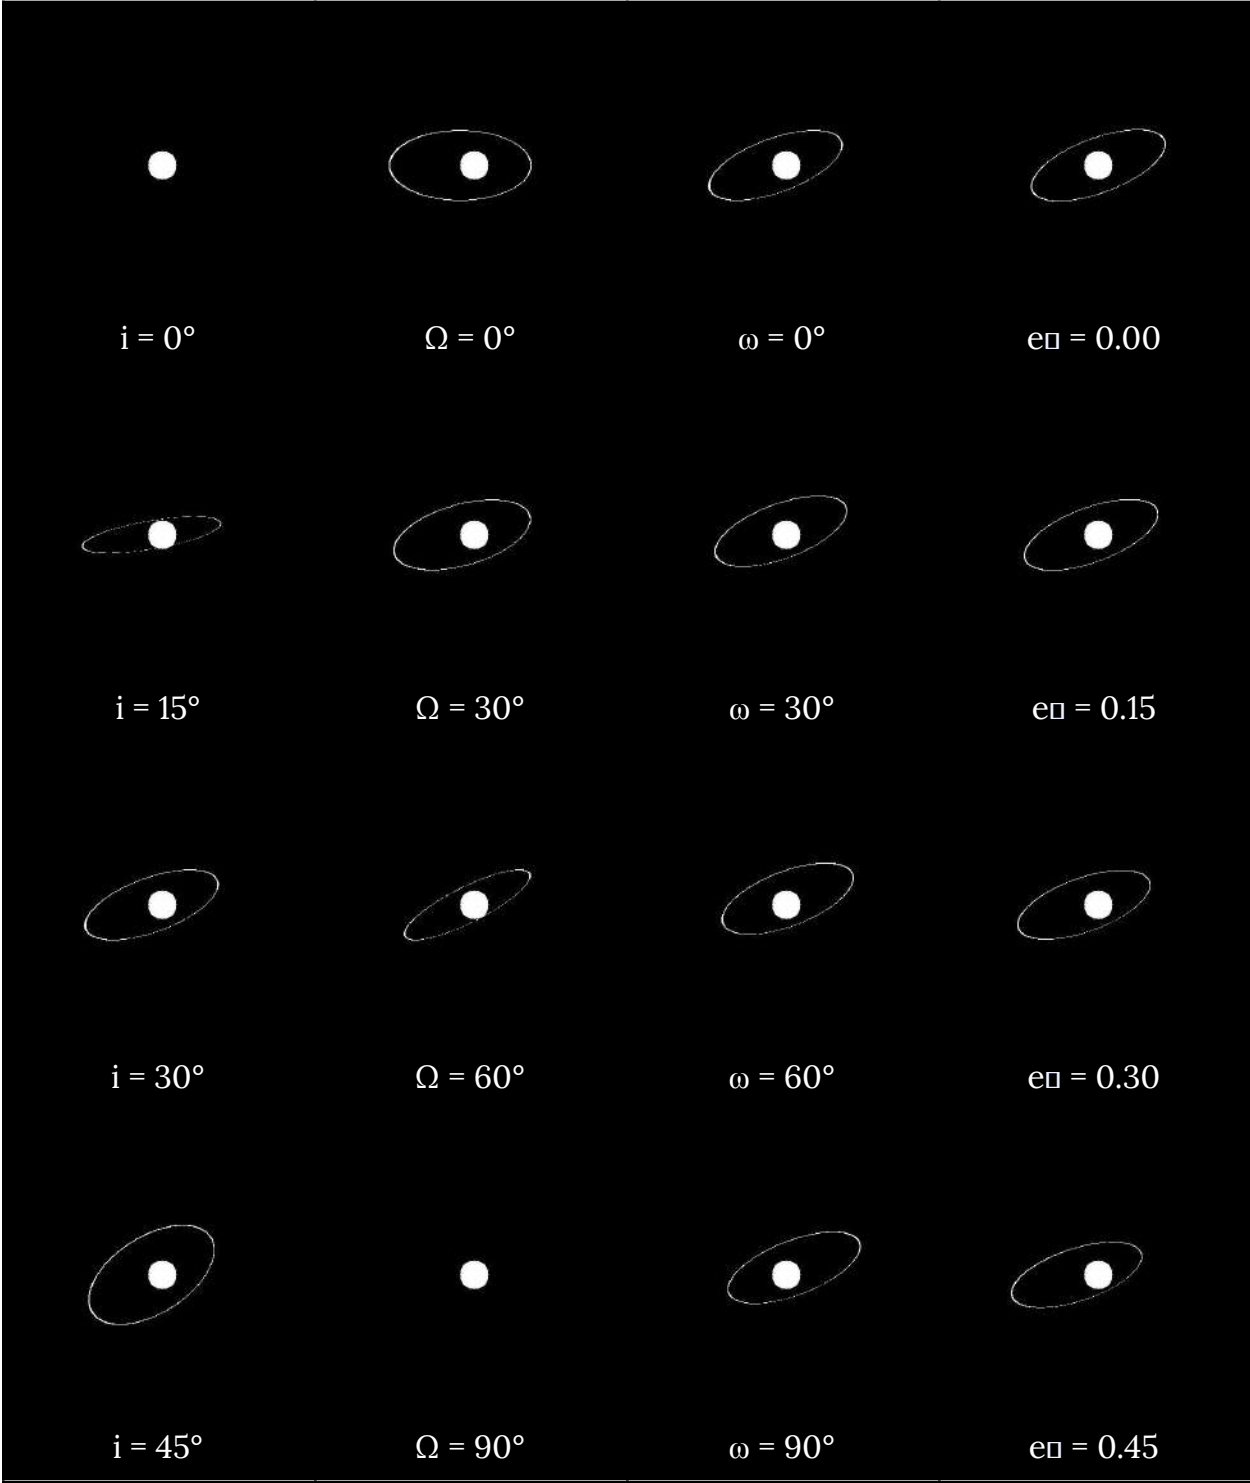 i = 0°
Ω = 0°
ω = 0°
e▯ = 0.00
i = 15°
Ω = 30°
ω = 30°
e▯ = 0.15
i = 30°
Ω = 60°
ω = 60°
e▯ = 0.30
i = 45°
Ω = 90°
ω = 90°
e▯ = 0.45